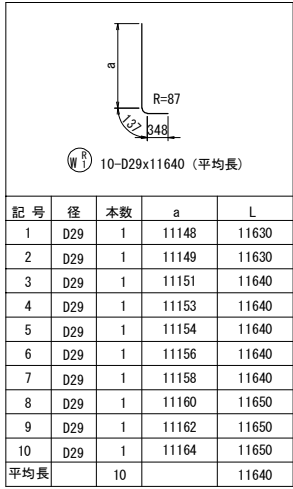 a
R=87
137
348
W R 1 10-D29x11640 (平均長)
記 号 径 本数 a L
1 D29 1 11148 11630
2 D29 1 11149 11630
3 D29 1 11151 11640
4 D29 1 11153 11640
5 D29 1 11154 11640
6 D29 1 11156 11640
7 D29 1 11158 11640
8 D29 1 11160 11650
9 D29 1 11162 11650
10 D29 1 11164 11650
平均長 10 11640